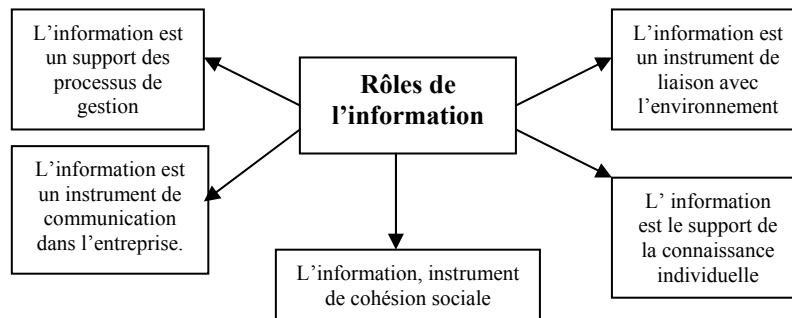 L'information est
un support des
processus de
gestion
Rôles de
l'information
L'information est
un instrument de
liaison avec
l'environnement
L'information est
un instrument de
communication
dans l'entreprise.
L' information
est le support de
la connaissance
individuelle
L'information, instrument
de cohésion sociale